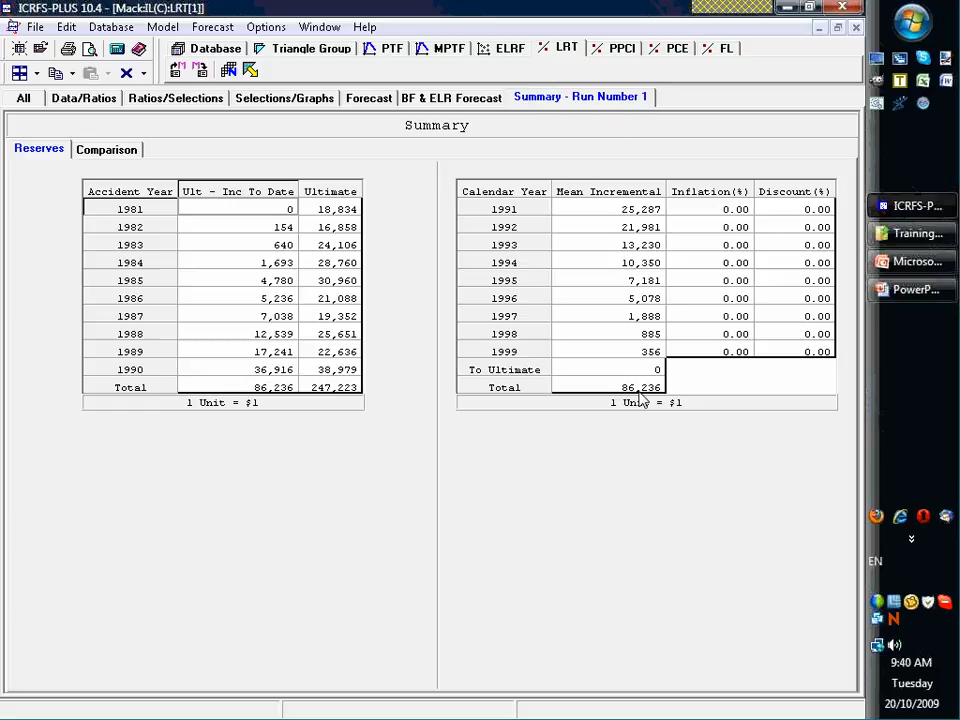 ICRFS-PLUS 10.4 - [Mack:IL(C):LRT[1]]
File Edit Database Model Forecast Options Window Help
Database Triangle Group PTF MPTF ELRF LRT PPCI PCE FL
All Data/Ratios Ratios/Selections Selections/Graphs Forecast BF & ELR Forecast Summary - Run Number 1
Summary
Reserves Comparison
Accident Year Ult - Inc To Date Ultimate
1981 0 18,834
1982 154 16,858
1983 640 24,106
1984 1,693 28,760
1985 4,780 30,960
1986 5,236 21,088
1987 7,038 19,352
1988 12,539 25,651
1989 17,241 22,636
1990 36,916 38,979
Total 86,236 247,223
1 Unit = $1
Calendar Year Mean Incremental Inflation(%) Discount(%)
1991 25,287 0.00 0.00
1992 21,981 0.00 0.00
1993 13,230 0.00 0.00
1994 10,350 0.00 0.00
1995 7,181 0.00 0.00
1996 5,078 0.00 0.00
1997 1,888 0.00 0.00
1998 885 0.00 0.00
1999 356 0.00 0.00
To Ultimate 0
Total 86,236
1 Unit = $1
ICRFS-P...
Training...
Microso...
PowerP...
EN
9:40 AM
Tuesday
20/10/2009